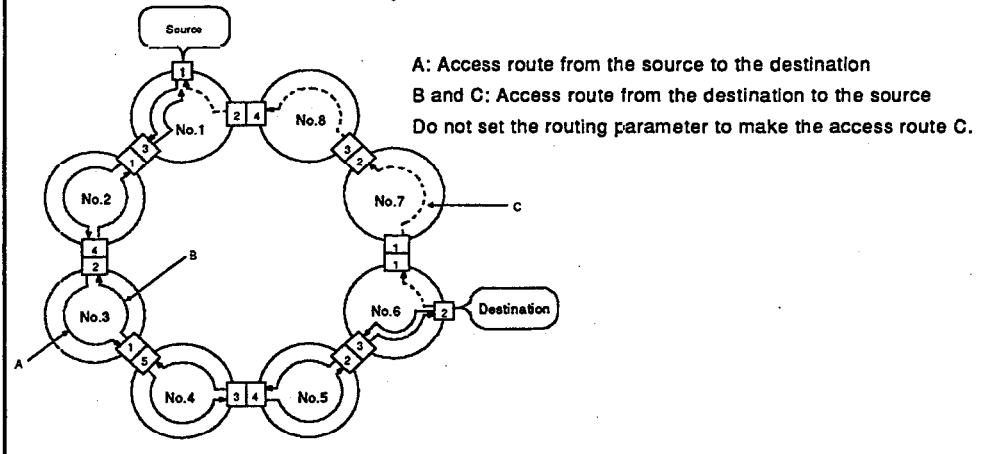 Source
A: Access route from the source to the destination
B and C: Access route from the destination to the source
Do not set the routing parameter to make the access route C.
1
2 4
No.1
No.8
3
1
3
2
No.2
No.7
C
4
2
B
1
1
No.3
No.6
2
Destination
A
1
5
3
2
No.4
3 4
No.5